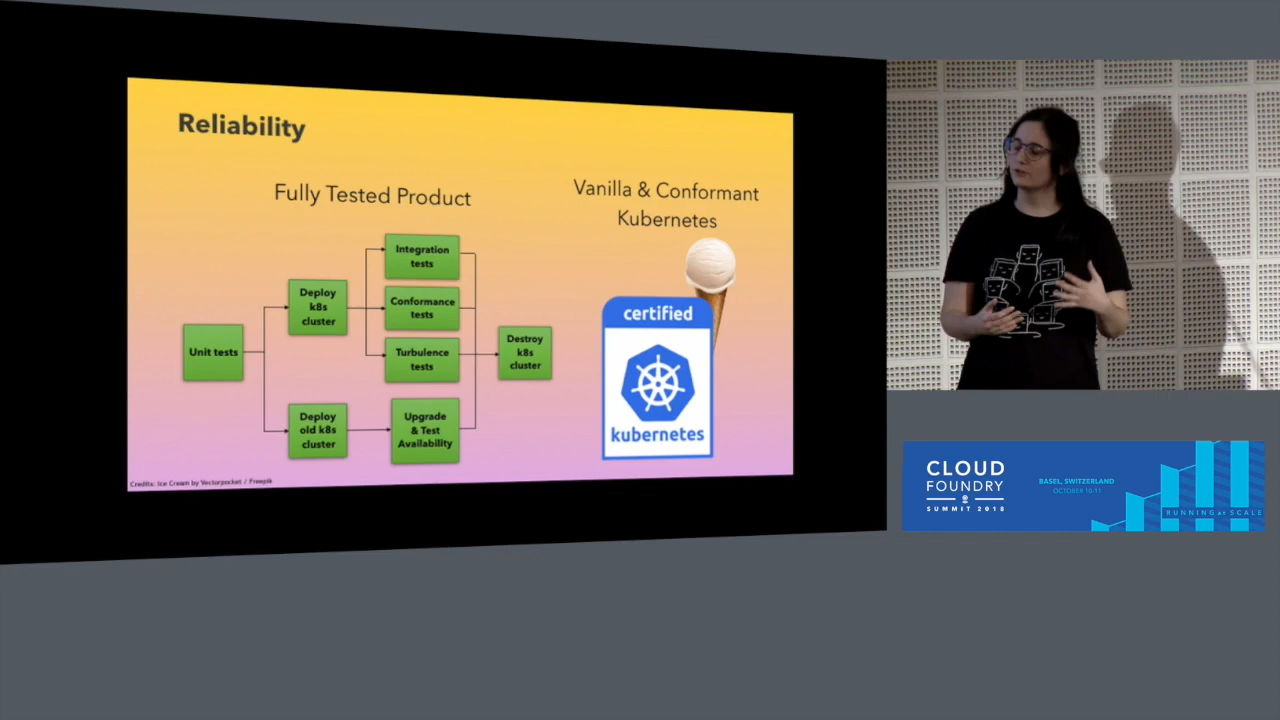 Reliability
Fully Tested Product
Vanilla & Conformant
Kubernetes
Unit tests
Deploy
k8s
cluster
Deploy
old k8s
cluster
Integration
tests
Conformance
tests
Turbulence
tests
Upgrade
& Test
Availability
Destroy
k8s
cluster
certified
kubernetes
Credits: Ice Cream by Vectorpocket / Freepik
CLOUD
FOUNDRY
SUMMIT 2018
BASEL, SWITZERLAND
OCTOBER 10-11
RUNNING AT SCALE